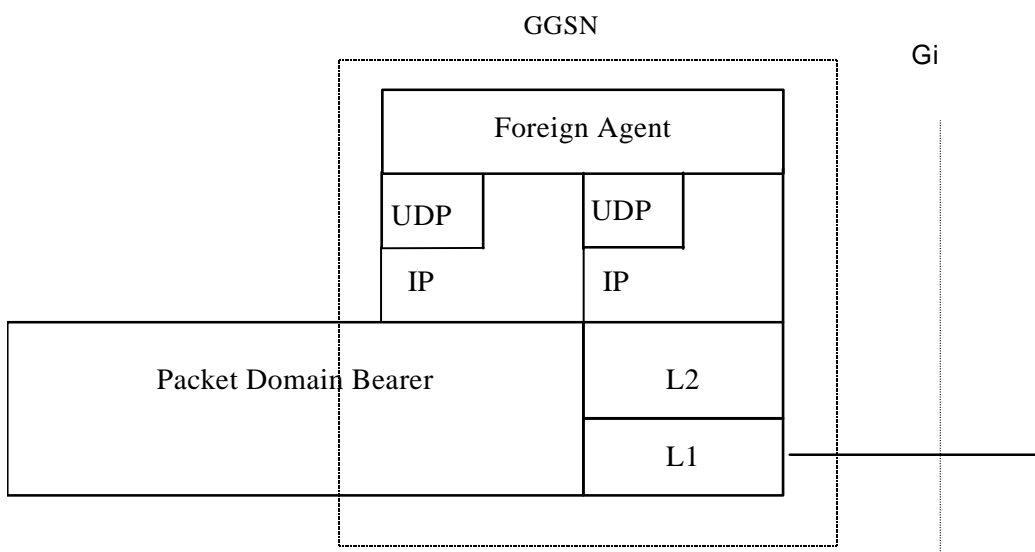 GGSN
Gi
Foreign Agent
UDP
UDP
IP
IP
Packet Domain Bearer
L2
L1